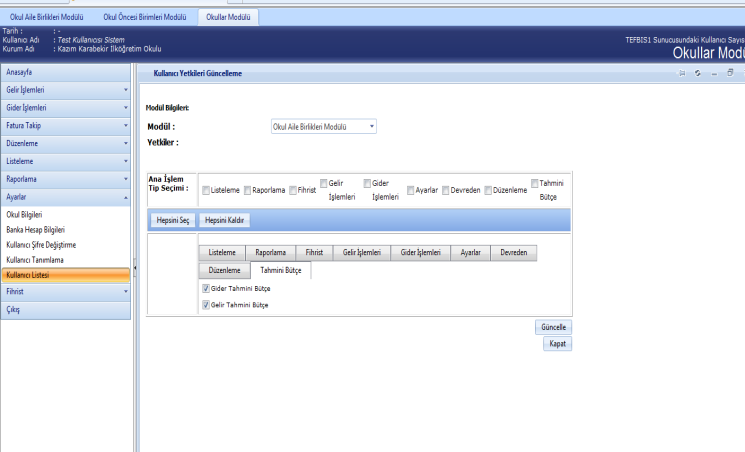 Okul Aile Birlikleri Modülü Okul Öncesi Birimleri Modülü Okullar Modülü
Tarih : : -
Kullanıcı Adı : Test Kullanıcısı Sistem
Kurum Adı : Kazım Karabekir İlköğretim Okulu
TEFBIS1 Sunucusundaki Kullanıcı Sayıs
Okullar Modü
Anasayfa
Gelir İşlemleri
Gider İşlemleri
Fatura Takip
Düzenleme
Listeleme
Raporlama
Ayarlar
Okul Bilgileri
Banka Hesap Bilgileri
Kullanıcı Şifre Değiştirme
Kullanıcı Tanımlama
Kullanıcı Listesi
Fihrist
Çıkış
Kullanıcı Yetkileri Güncelleme
Modül Bilgileri:
Modül : Okul Aile Birlikleri Modülü
Yetkiler :
Ana İşlem
Tip Seçimi :
Listeleme Raporlama Fihrist Gelir İşlemleri Gider İşlemleri Ayarlar Devreden Düzenleme Tahmini Bütçe
Hepsini Seç Hepsini Kaldır
Listeleme Raporlama Fihrist Gelir İşlemleri Gider İşlemleri Ayarlar Devreden
Düzenleme Tahmini Bütçe
Gider Tahmini Bütçe
Gelir Tahmini Bütçe
Güncelle
Kapat